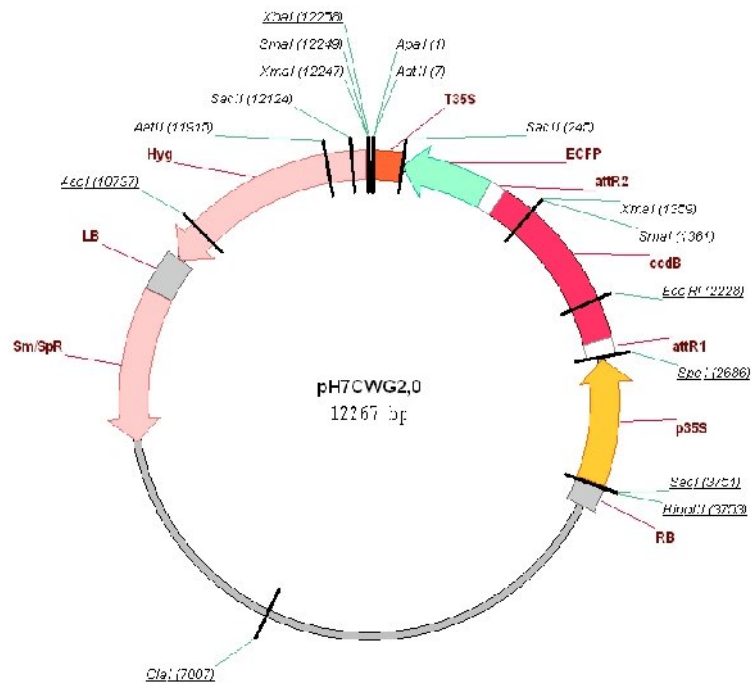 XbaI (12256)
SmaI (12249)
XmaI (12247)
SacII (12124)
AatII (11915)
Hyg
AscI (10787)
LB
Sm/SpR
ApaI (1)
AatII (7)
T35S
SacII (245)
ECFP
attR2
XmaI (1359)
SmaI (1361)
ccdB
EcoRI (2228)
attR1
SpeI (2686)
p35S
SacI (3751)
HindIII (3753)
RB
pH7CWG2,0
12267 bp
ClaI (7007)